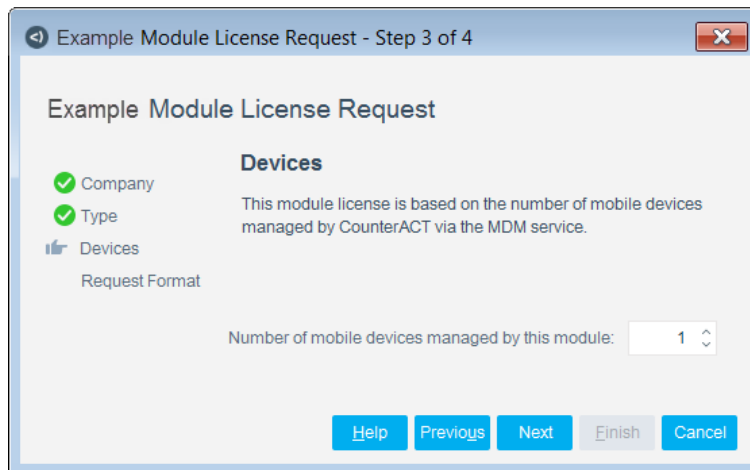 Example Module License Request - Step 3 of 4
Example Module License Request
Company
Type
Devices
Request Format
Devices
This module license is based on the number of mobile devices
managed by CounterACT via the MDM service.
Number of mobile devices managed by this module: 1
Help Previous Next Finish Cancel